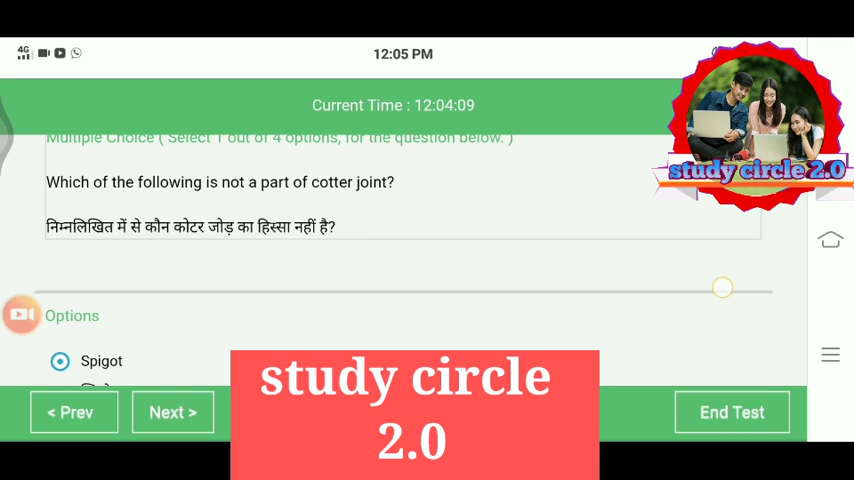 4G
12:05 PM
Current Time : 12:04:09
Multiple Choice ( Select 1 out of 4 options, for the question below. )
study circle 2.0
Which of the following is not a part of cotter joint?
निम्नलिखित में से कौन कोटर जोड़ का हिस्सा नहीं है?
Options
Spigot
study circle
2.0
< Prev
Next >
End Test